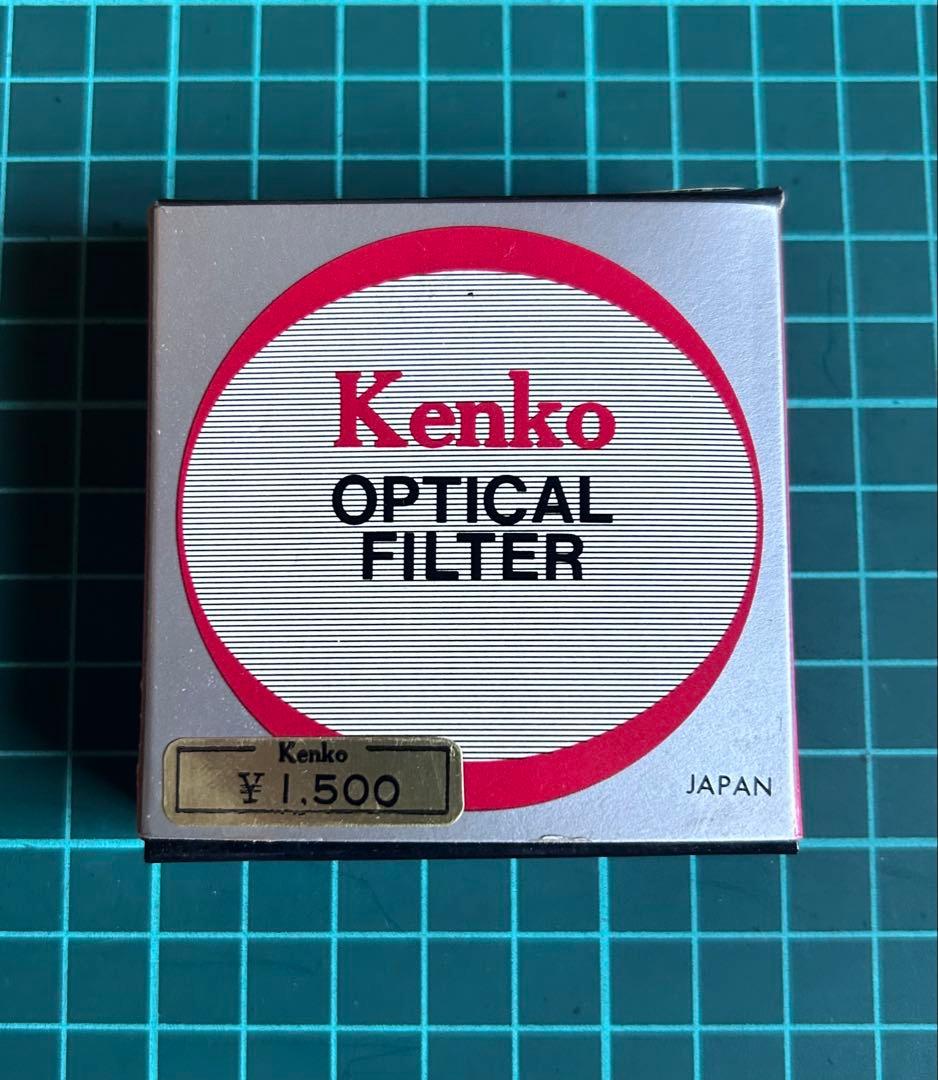 Kenko
OPTICAL
FILTER
Kenko
¥ 1,500
JAPAN